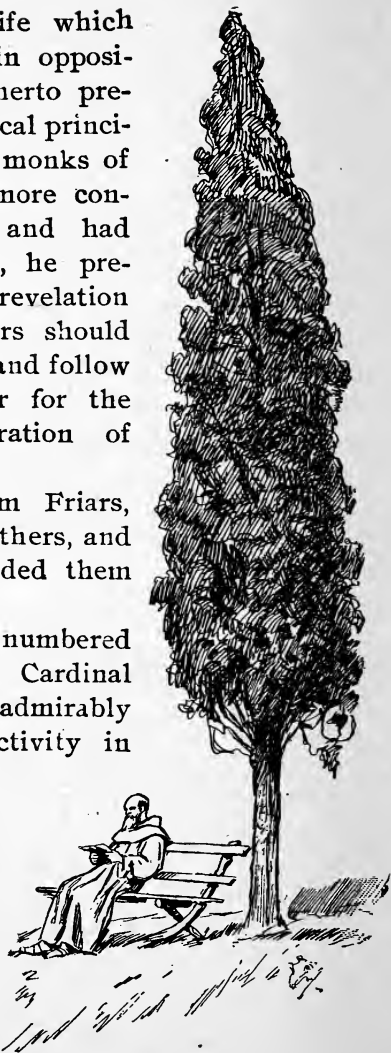 ife which
in opposi-
herto pre-
cal princi-
monks of
nore con-
and had
, he pre-
revelation
rs should
and follow
r for the
ration of
m Friars,
thers, and
ded them
numbered
Cardinal
admirably
ctivity in